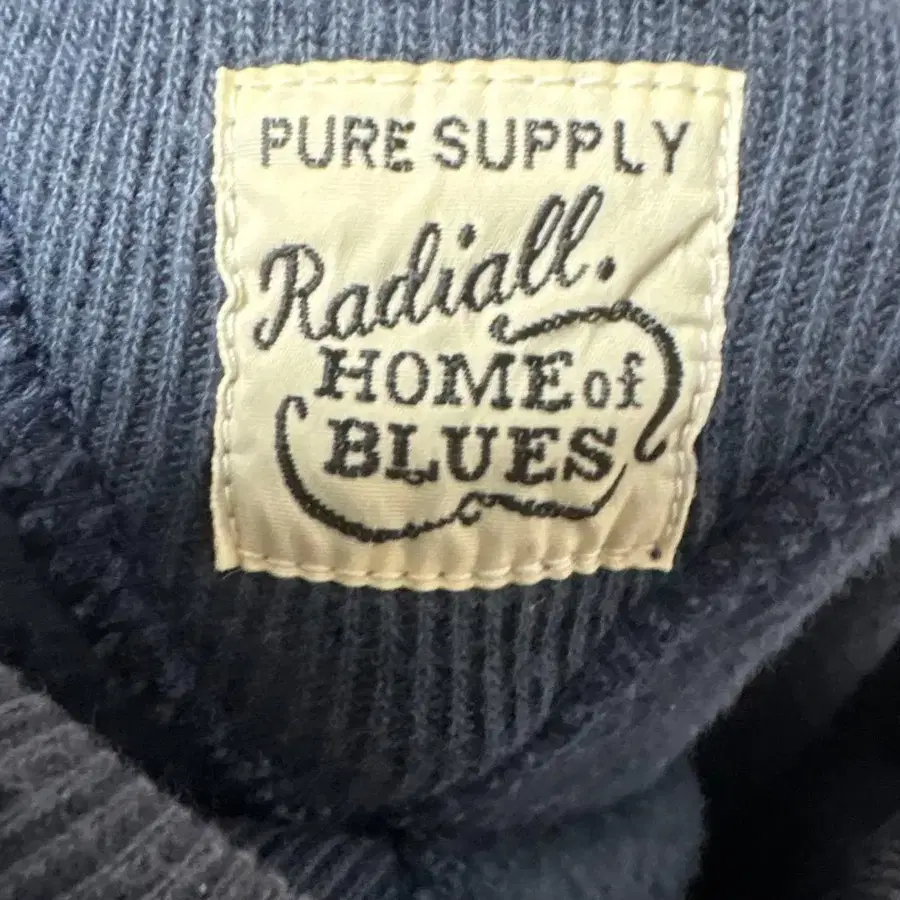 PURE SUPPLY
Radiall.
HOME of
BLUES